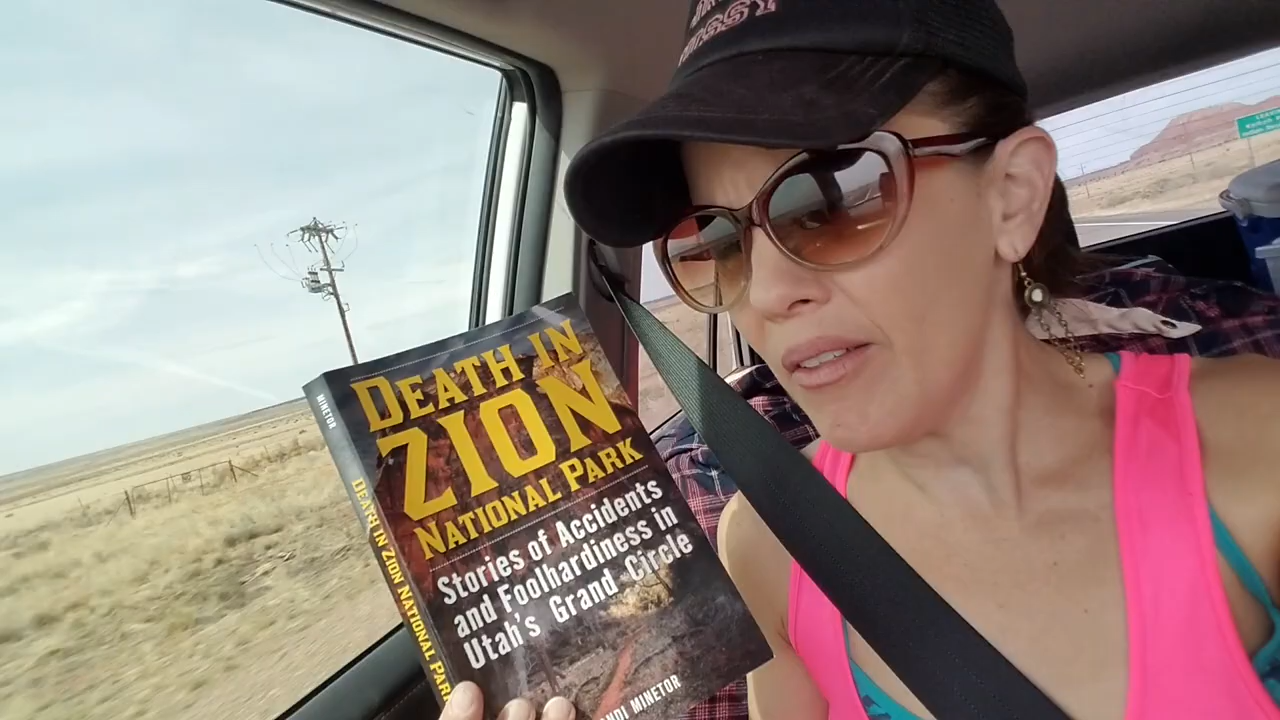 DEATH IN
ZION
NATIONAL PARK
Stories of Accidents
and Foolhardiness in
Utah's Grand Circle
MINETOR
MINETOR
DEATH IN ZION NATIONAL PARK